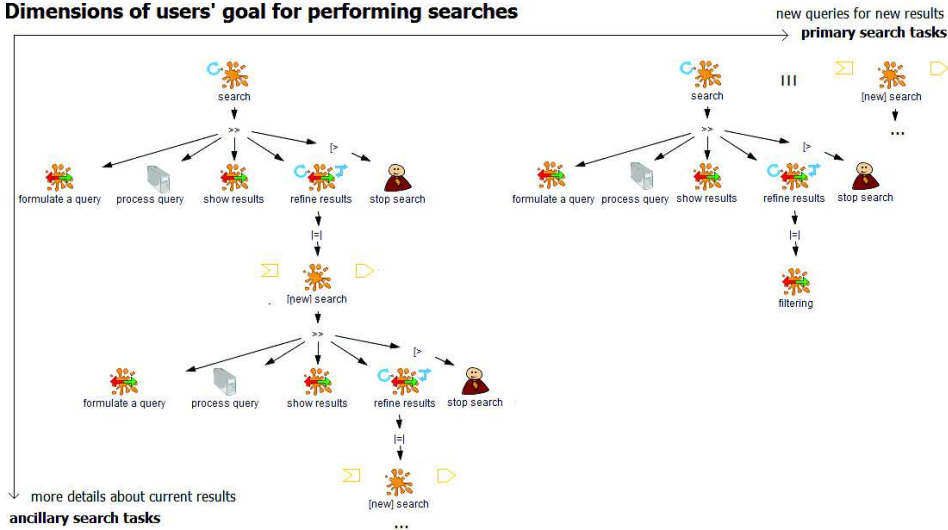 Dimensions of users' goal for performing searches
new queries for new results
primary search tasks
search
search
III
[new] search
...
>>
[>
>>
[>
formulate a query process query show results refine results stop search
formulate a query process query show results refine results stop search
|=|
|=|
[new] search
filtering
>>
[>
formulate a query process query show results refine results stop search
|=|
[new] search
...
more details about current results
ancillary search tasks